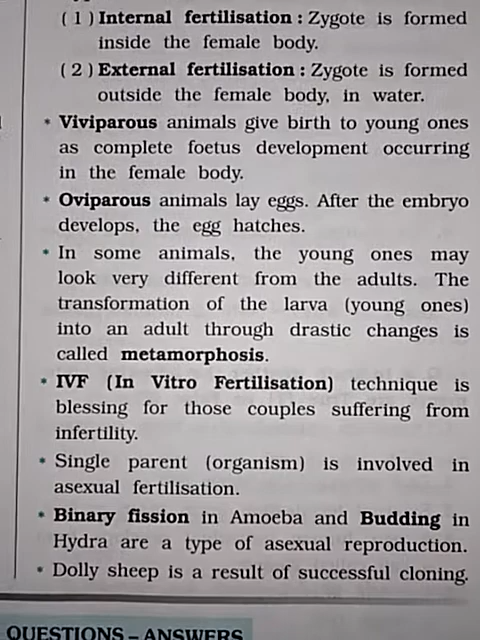 ( 1 ) Internal fertilisation : Zygote is formed
inside the female body.
( 2 ) External fertilisation : Zygote is formed
outside the female body, in water.
* Viviparous animals give birth to young ones
as complete foetus development occurring
in the female body.
* Oviparous animals lay eggs. After the embryo
develops, the egg hatches.
* In some animals, the young ones may
look very different from the adults. The
transformation of the larva (young ones)
into an adult through drastic changes is
called metamorphosis.
* IVF (In Vitro Fertilisation) technique is
blessing for those couples suffering from
infertility.
* Single parent (organism) is involved in
asexual fertilisation.
* Binary fission in Amoeba and Budding in
Hydra are a type of asexual reproduction.
* Dolly sheep is a result of successful cloning.
QUESTIONS – ANSWERS